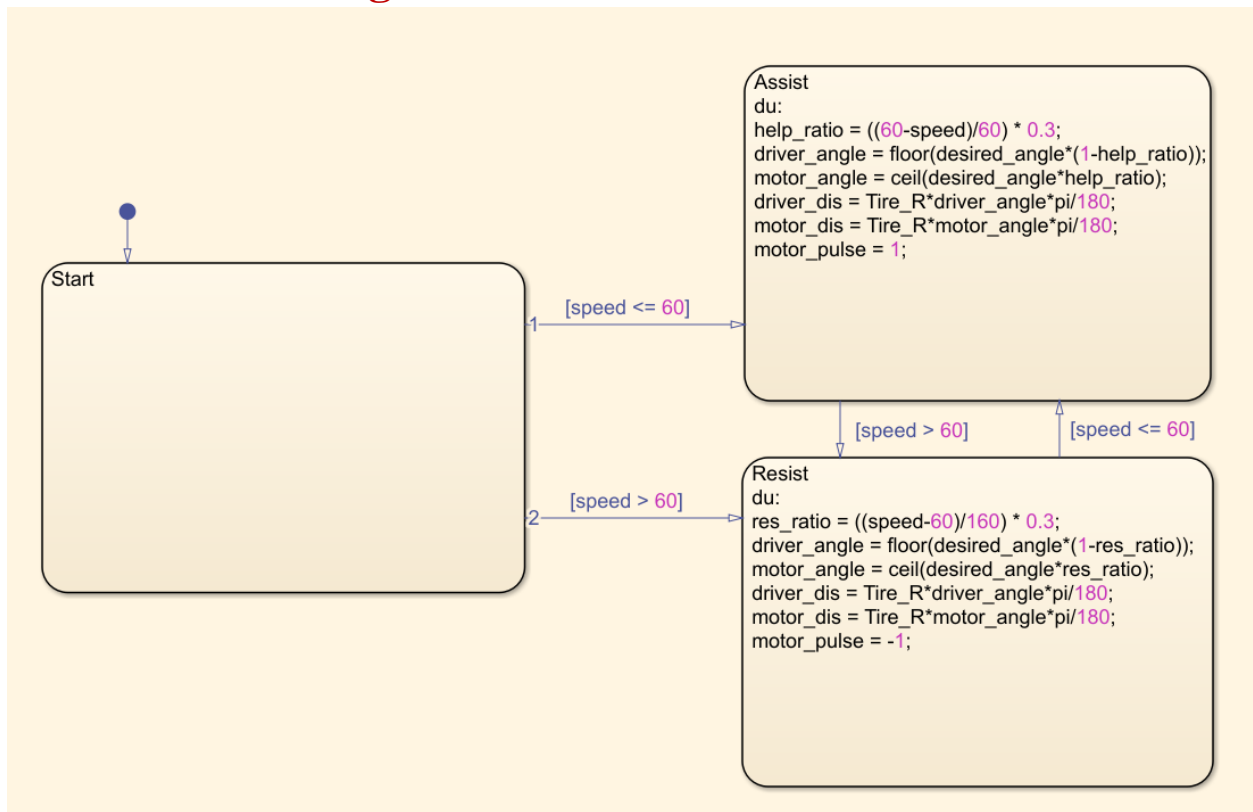 Start
1
[speed <= 60]
2
[speed > 60]
Assist
du:
help_ratio = ((60-speed)/60) * 0.3;
driver_angle = floor(desired_angle*(1-help_ratio));
motor_angle = ceil(desired_angle*help_ratio);
driver_dis = Tire_R*driver_angle*pi/180;
motor_dis = Tire_R*motor_angle*pi/180;
motor_pulse = 1;
[speed > 60]
[speed <= 60]
Resist
du:
res_ratio = ((speed-60)/160) * 0.3;
driver_angle = floor(desired_angle*(1-res_ratio));
motor_angle = ceil(desired_angle*res_ratio);
driver_dis = Tire_R*driver_angle*pi/180;
motor_dis = Tire_R*motor_angle*pi/180;
motor_pulse = -1;